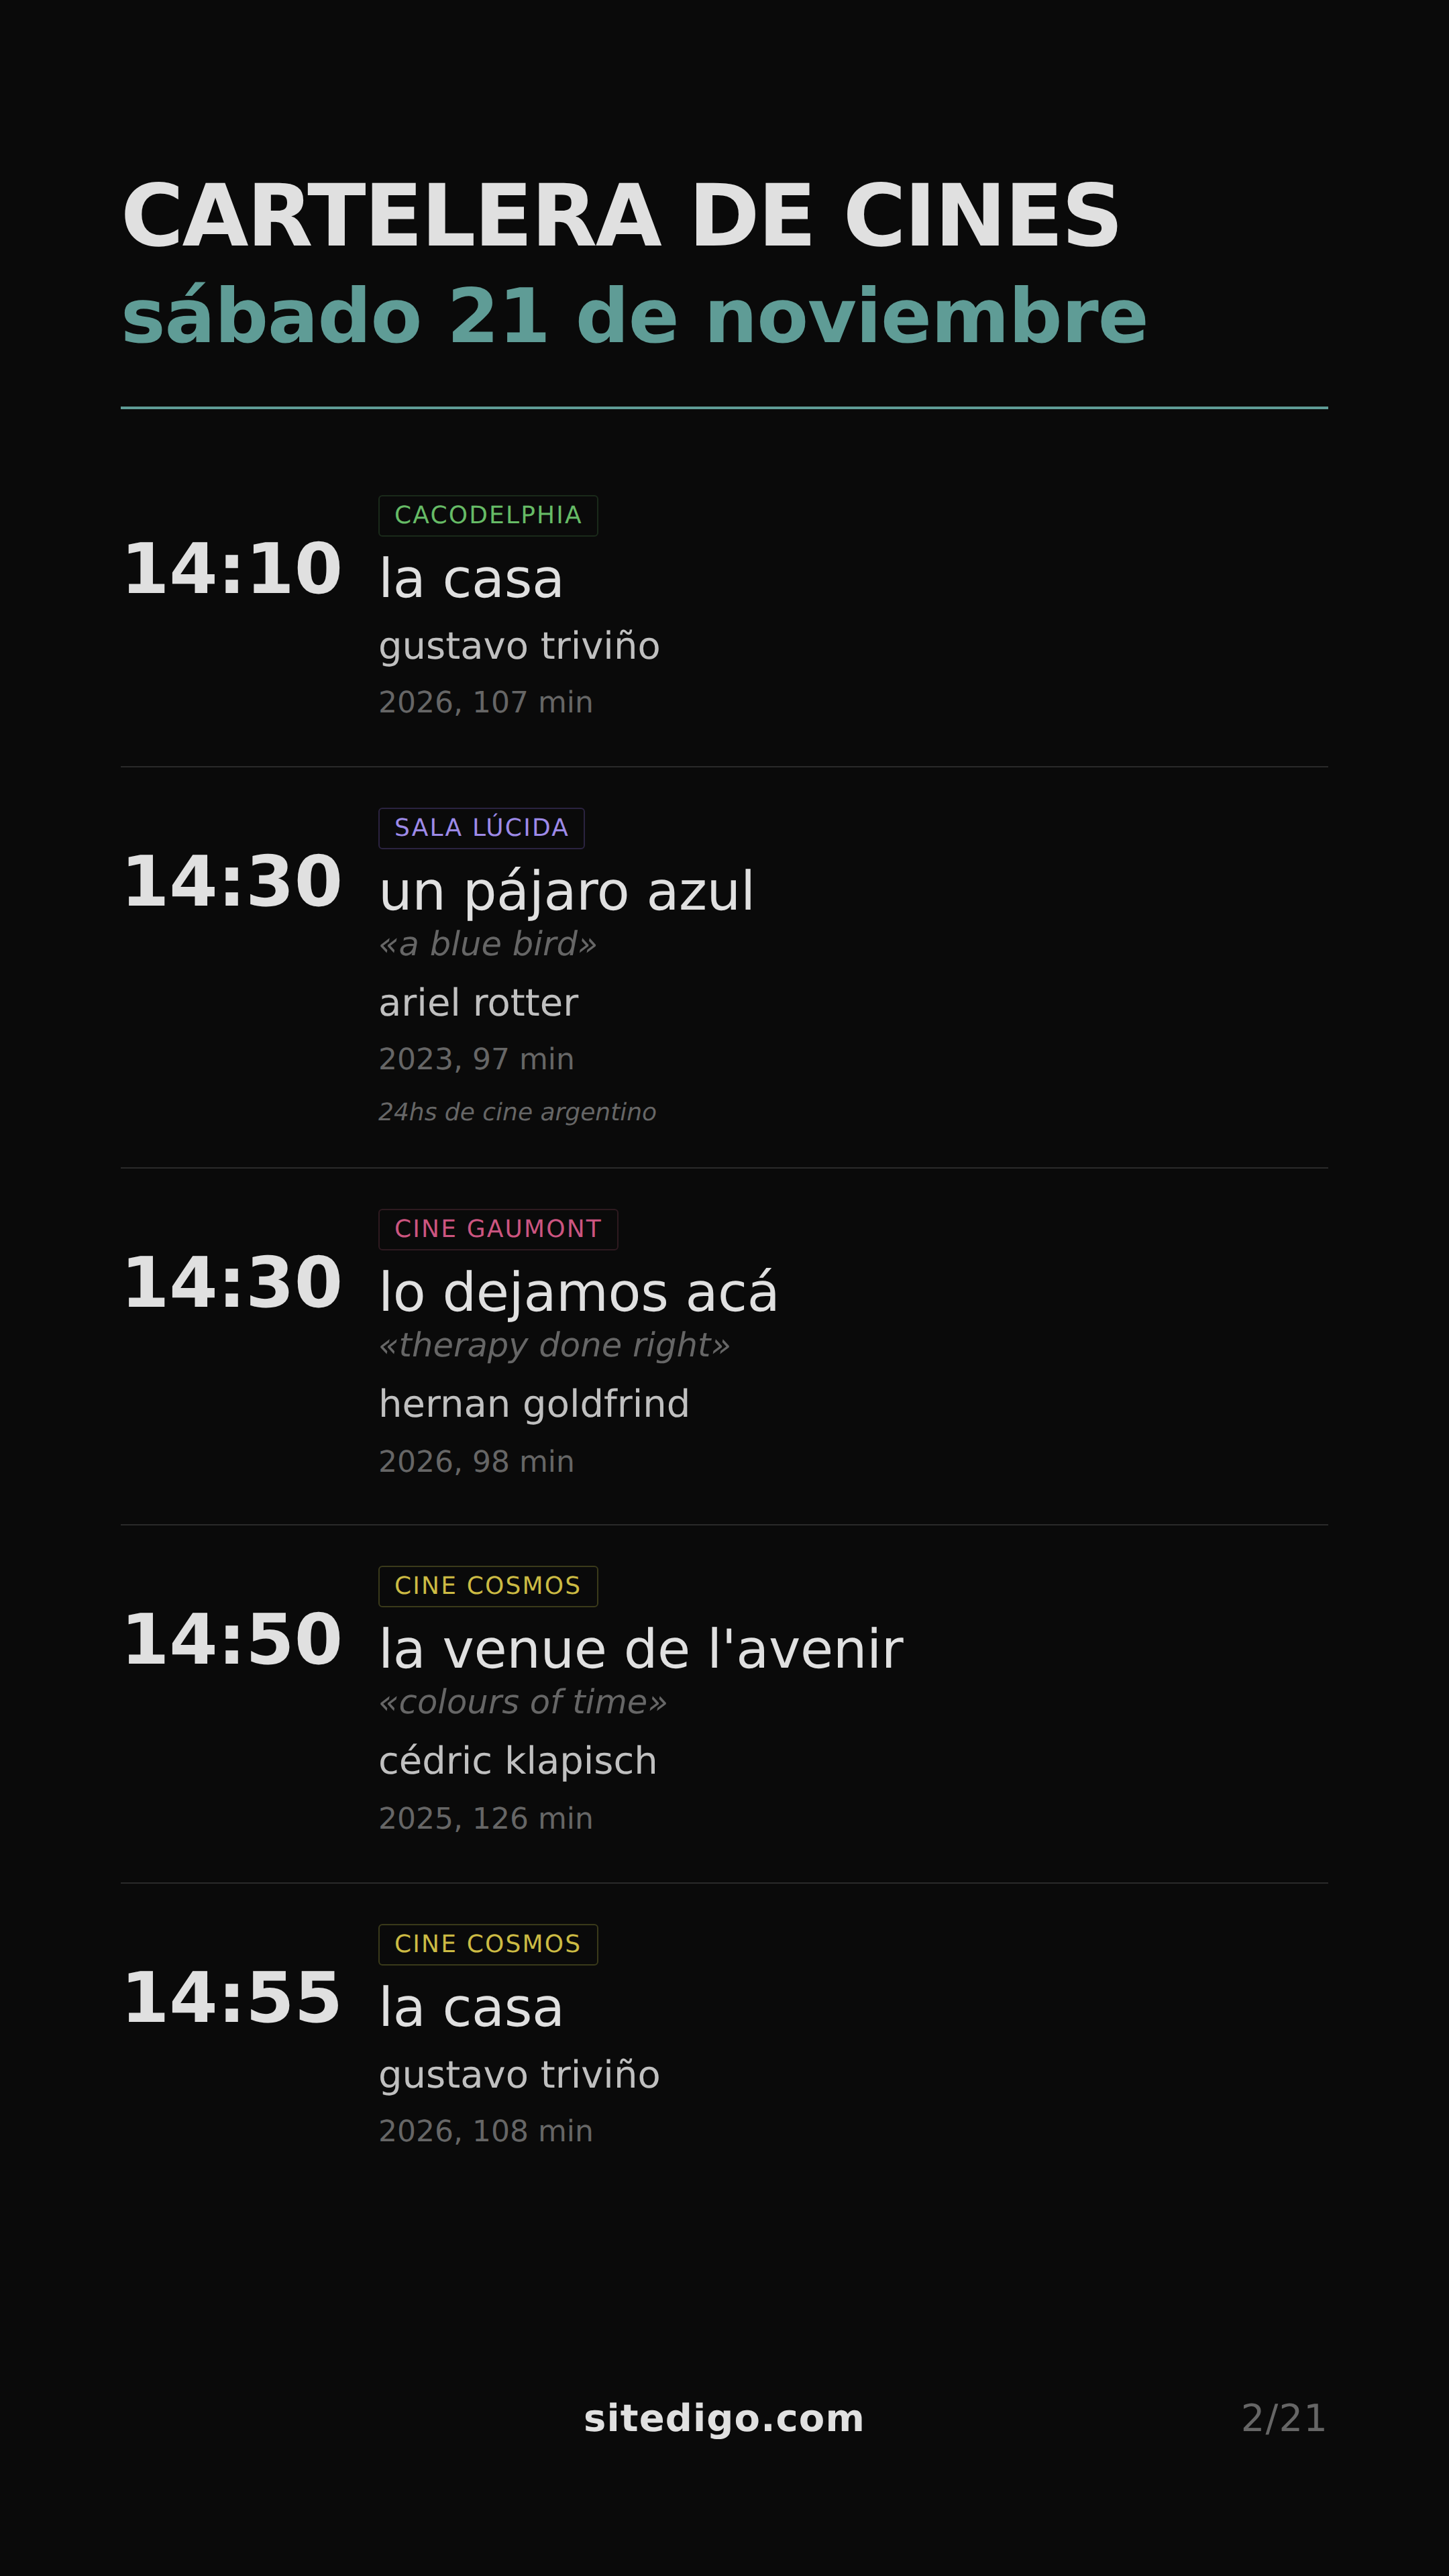 CARTELERA DE CINES
sábado 21 de noviembre
CACODELPHIA
14:10
la casa
gustavo triviño
2026, 107 min
SALA LÚCIDA
14:30
un pájaro azul
«a blue bird»
ariel rotter
2023, 97 min
24hs de cine argentino
CINE GAUMONT
14:30
lo dejamos acá
«therapy done right»
hernan goldfrind
2026, 98 min
CINE COSMOS
14:50
la venue de l'avenir
«colours of time»
cédric klapisch
2025, 126 min
CINE COSMOS
14:55
la casa
gustavo triviño
2026, 108 min
sitedigo.com
2/21